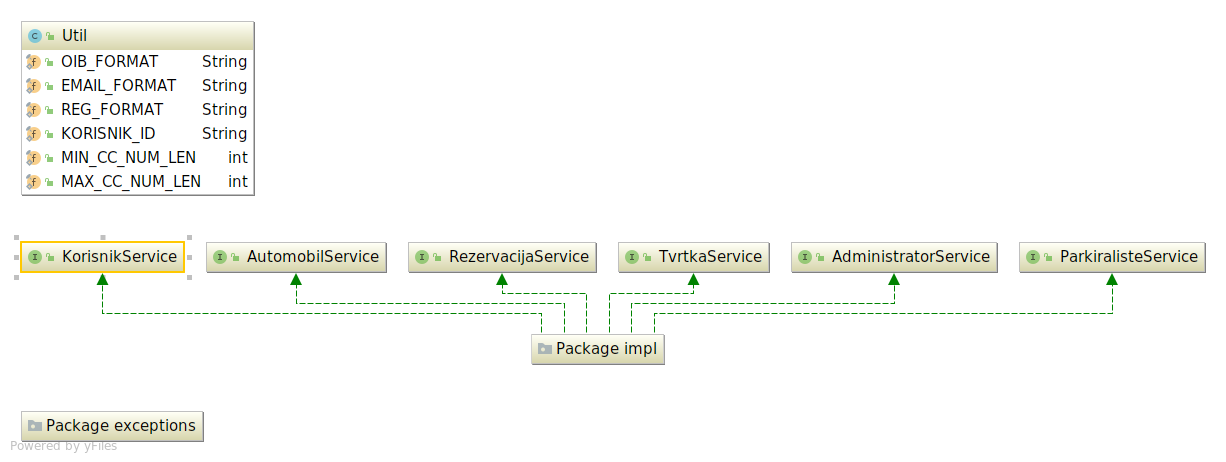 Util
OIB_FORMAT String
EMAIL_FORMAT String
REG_FORMAT String
KORISNIK_ID String
MIN_CC_NUM_LEN int
MAX_CC_NUM_LEN int
KorisnikService AutomobilService RezervacijaService TvrtkaService AdministratorService ParkiralisteService
Package impl
Package exceptions
Powered by yFiles